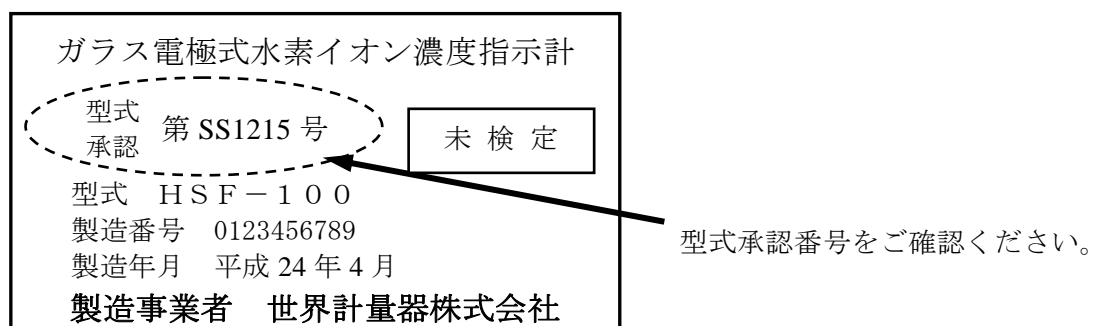 ガラス電極式水素イオン濃度指示計
型式
承認
第 SS1215 号
未 検 定
型式　ＨＳＦ－１００
製造番号　0123456789
製造年月　平成 24 年 4 月
製造事業者　世界計量器株式会社
型式承認番号をご確認ください。